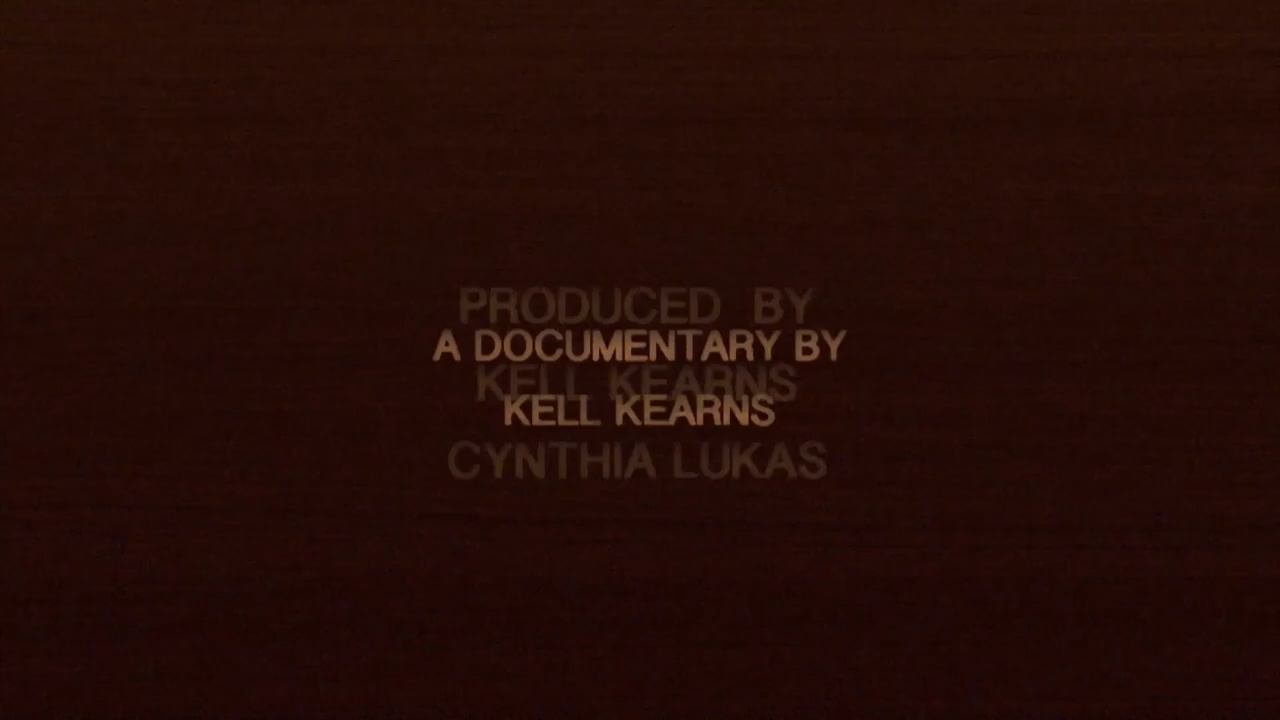 PRODUCED BY
A DOCUMENTARY BY
KELL KEARNS
KELL KEARNS
CYNTHIA LUKAS